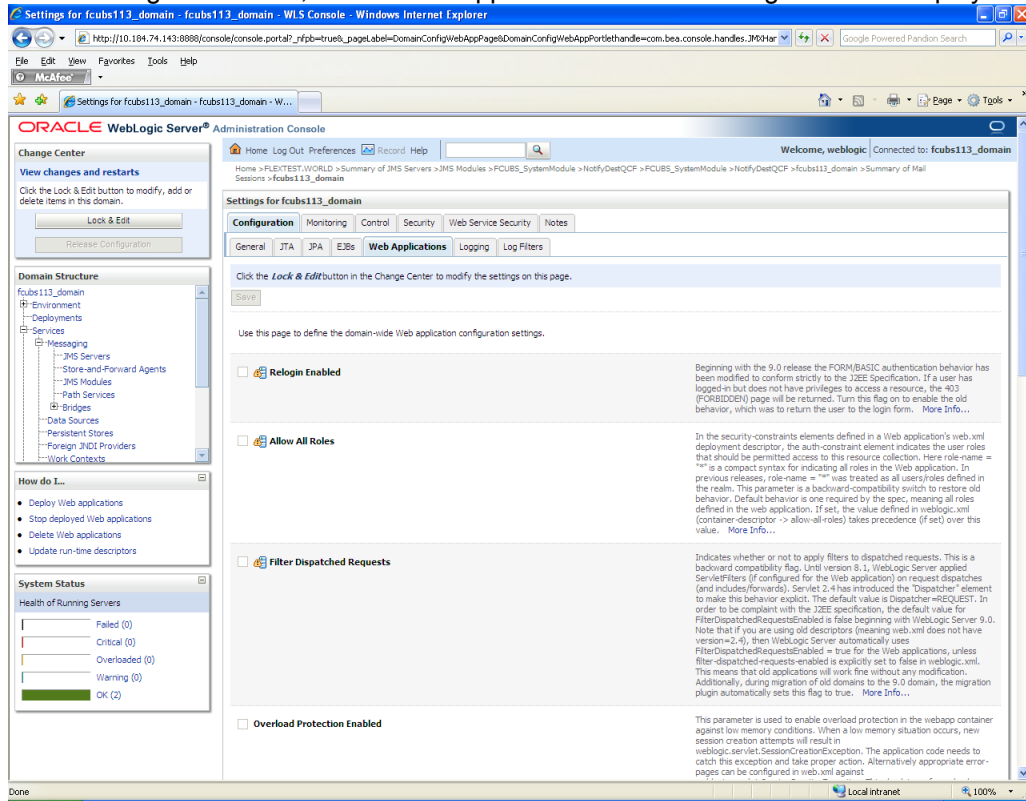 Settings for fcubs113_domain - fcubs113_domain - WLS Console - Windows Internet Explorer
http://10.184.74.143:8888/console/console.portal?_nfpb=true&_pageLabel=DomainConfigWebAppPage&DomainConfigWebAppPortlethandle=com.bea.console.handles.JMXHar
Google Powered Pandion Search
File Edit View Favorites Tools Help
McAfee
Settings for fcubs113_domain - fcubs113_domain - W...
Page Tools
ORACLE WebLogic Server® Administration Console
Change Center
View changes and restarts
Click the Lock & Edit button to modify, add or
delete items in this domain.
Lock & Edit
Release Configuration
Domain Structure
fcubs113_domain
Environment
Deployments
Services
Messaging
JMS Servers
Store-and-Forward Agents
JMS Modules
Path Services
Bridges
Data Sources
Persistent Stores
Foreign JNDI Providers
Work Contexts
How do I...
Deploy Web applications
Stop deployed Web applications
Delete Web applications
Update run-time descriptors
System Status
Health of Running Servers
Failed (0)
Critical (0)
Overloaded (0)
Warning (0)
OK (2)
Home Log Out Preferences Record Help
Welcome, weblogic Connected to: fcubs113_domain
Home >FLEXTEST.WORLD >Summary of JMS Servers >JMS Modules >FCUBS_SystemModule >NotifyDestQCF >FCUBS_SystemModule >NotifyDestQCF >fcubs113_domain >Summary of Mail
Sessions >fcubs113_domain
Settings for fcubs113_domain
Configuration Monitoring Control Security Web Service Security Notes
General JTA JPA EJBs Web Applications Logging Log Filters
Click the Lock & Edit button in the Change Center to modify the settings on this page.
Save
Use this page to define the domain-wide Web application configuration settings.
Relogin Enabled
Beginning with the 9.0 release the FORM/BASIC authentication behavior has
been modified to conform strictly to the J2EE Specification. If a user has
logged-in but does not have privileges to access a resource, the 403
(FORBIDDEN) page will be returned. Turn this flag on to enable the old
behavior, which was to return the user to the login form. More Info...
Allow All Roles
In the security-constraints elements defined in a Web application's web.xml
deployment descriptor, the auth-constraint element indicates the user roles
that should be permitted access to this resource collection. Here role-name =
"*" is a compact syntax for indicating all roles in the Web application. In
previous releases, role-name = "*" was treated as all users/roles defined in
the realm. This parameter is a backward-compatibility switch to restore old
behavior. Default behavior is one required by the spec, meaning all roles
defined in the web application. If set, the value defined in weblogic.xml
(container-descriptor -> allow-all-roles) takes precedence (if set) over this
value. More Info...
Filter Dispatched Requests
Indicates whether or not to apply filters to dispatched requests. This is a
backward compatibility flag. Until version 8.1, WebLogic Server applied
ServletFilters (if configured for the Web application) on request dispatches
(and includes/forwards). Servlet 2.4 has introduced the "Dispatcher" element
to make this behavior explicit. The default value is Dispatcher=REQUEST. In
order to be complaint with the J2EE specification, the default value for
FilterDispatchedRequestsEnabled is false beginning with WebLogic Server 9.0.
Note that if you are using old descriptors (meaning web.xml does not have
version=2.4), then WebLogic Server automatically uses
FilterDispatchedRequestsEnabled = true for the Web applications, unless
filter-dispatched-requests-enabled is explicitly set to false in weblogic.xml.
This means that old applications will work fine without any modification.
Additionally, during migration of old domains to the 9.0 domain, the migration
plugin automatically sets this flag to true. More Info...
Overload Protection Enabled
This parameter is used to enable overload protection in the webapp container
against low memory conditions. When a low memory situation occurs, new
session creation attempts will result in
weblogic.servlet.SessionCreationException. The application code needs to
catch this exception and take proper action. Alternatively appropriate error-
pages can be configured in web.xml against
Done
Local intranet
100%